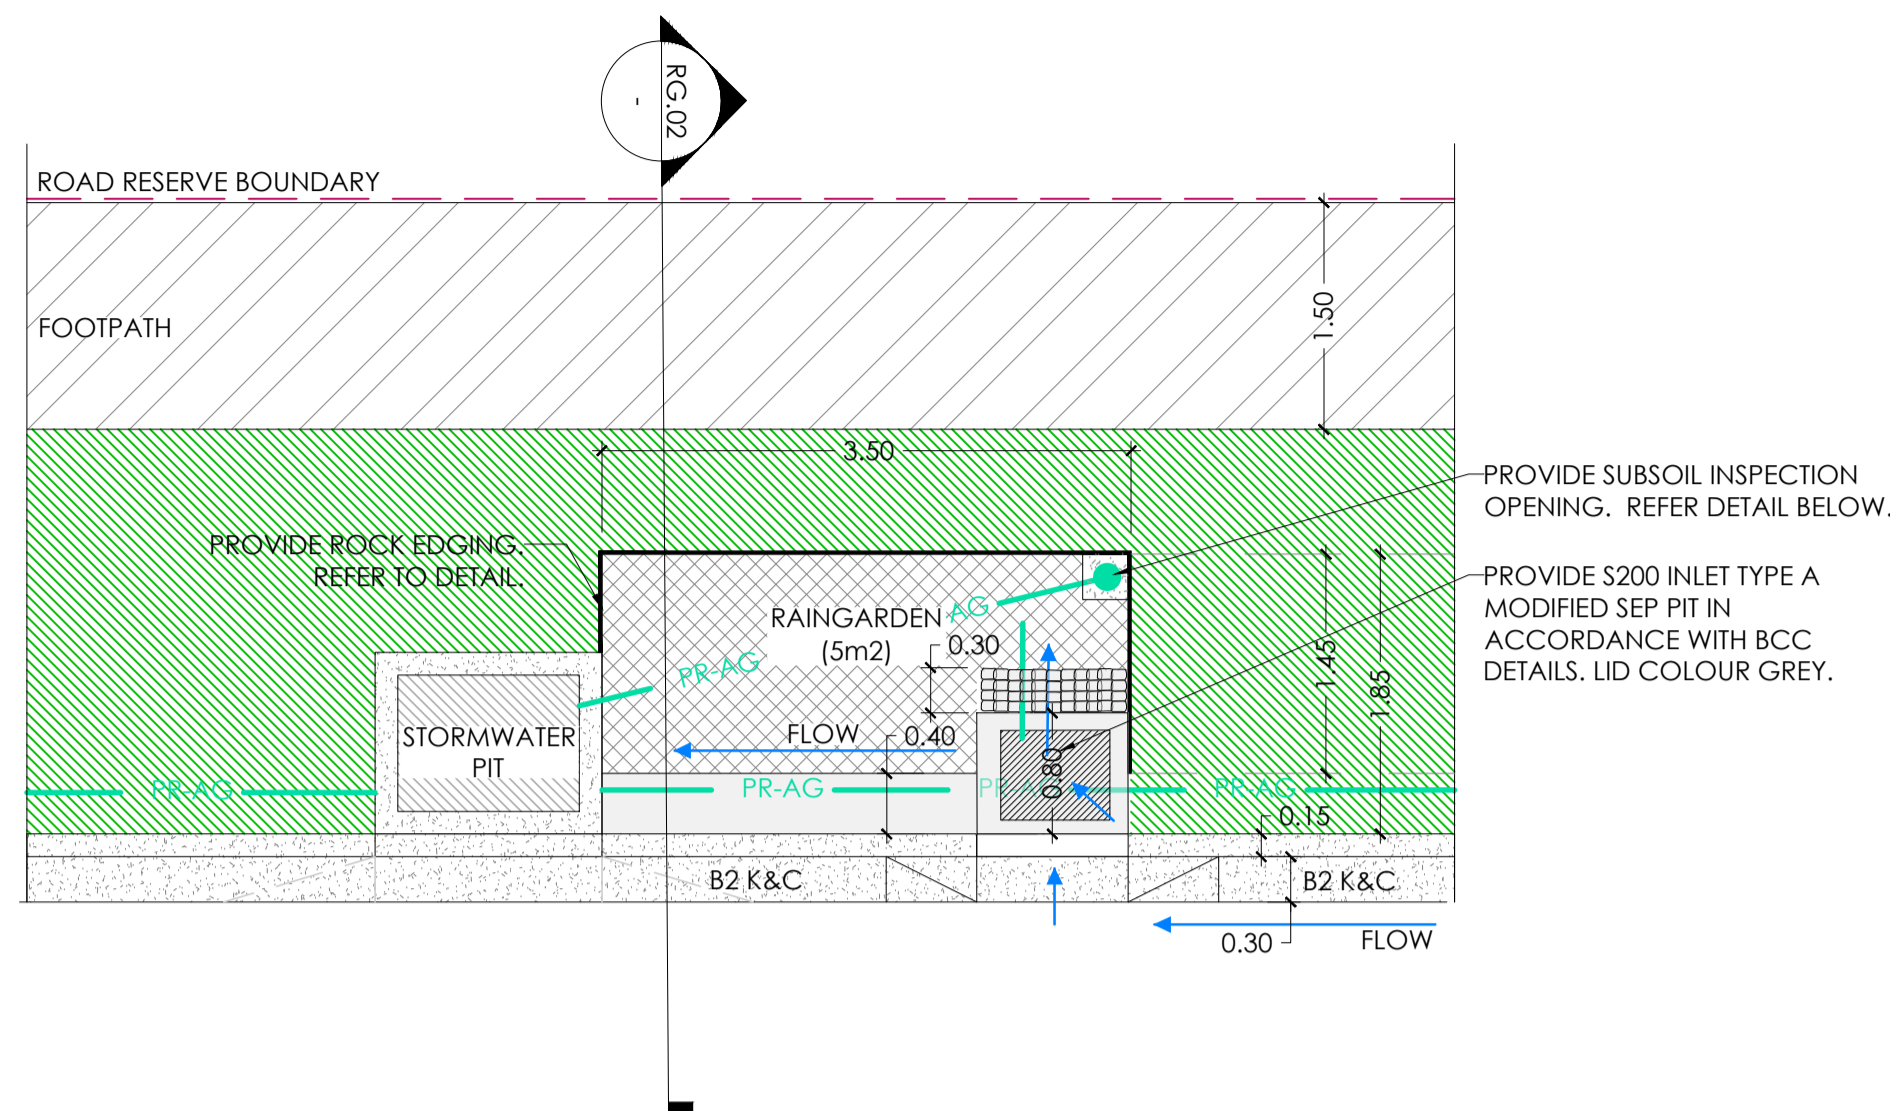 RG.02
-
ROAD RESERVE BOUNDARY
FOOTPATH
1.50
3.50
PROVIDE SUBSOIL INSPECTION
OPENING.  REFER DETAIL BELOW.
PROVIDE ROCK EDGING.
REFER TO DETAIL.
PROVIDE S200 INLET TYPE A
MODIFIED SEP PIT IN
ACCORDANCE WITH BCC
DETAILS. LID COLOUR GREY.
RAINGARDEN
(5m2)
AG
0.30
PR-AG
1.45
1.85
STORMWATER
PIT
FLOW
0.40
0.80
PR-AG
PR-AG
PR-AG
PR-AG
0.15
B2 K&C
B2 K&C
0.30
FLOW